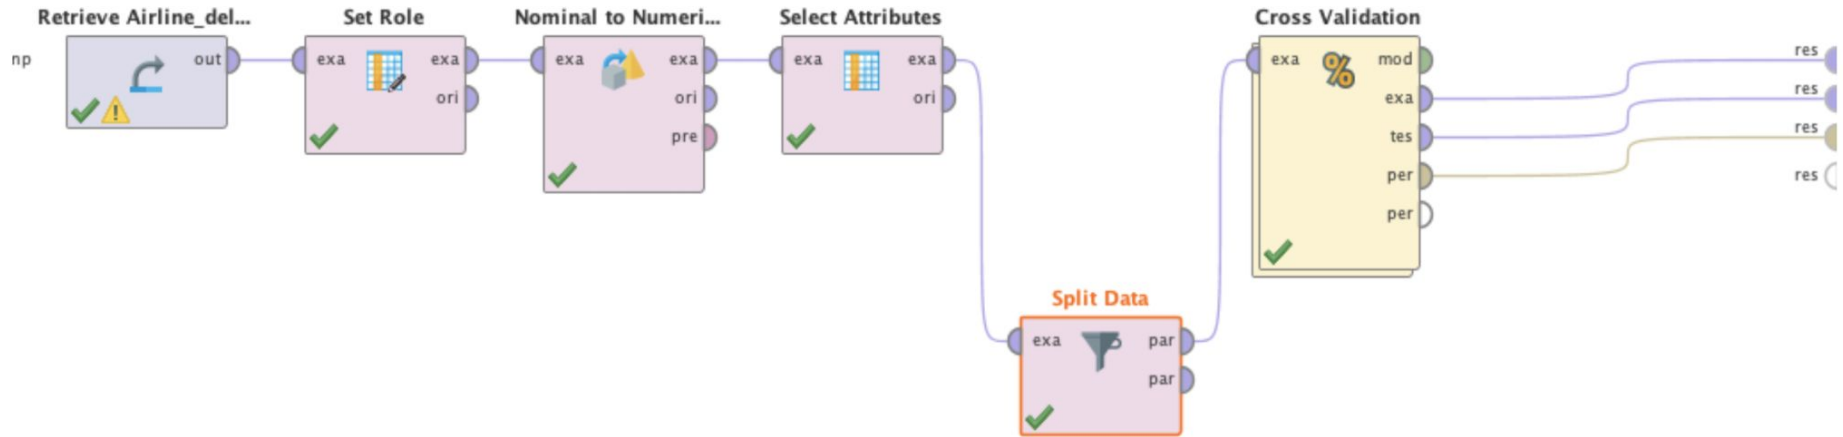 Retrieve Airline_del...
Set Role
Nominal to Numeri...
Select Attributes
Cross Validation
np
out
exa
exa
ori
exa
exa
ori
pre
exa
exa
ori
exa
%
mod
exa
tes
per
per
res
res
res
res
Split Data
exa
par
par